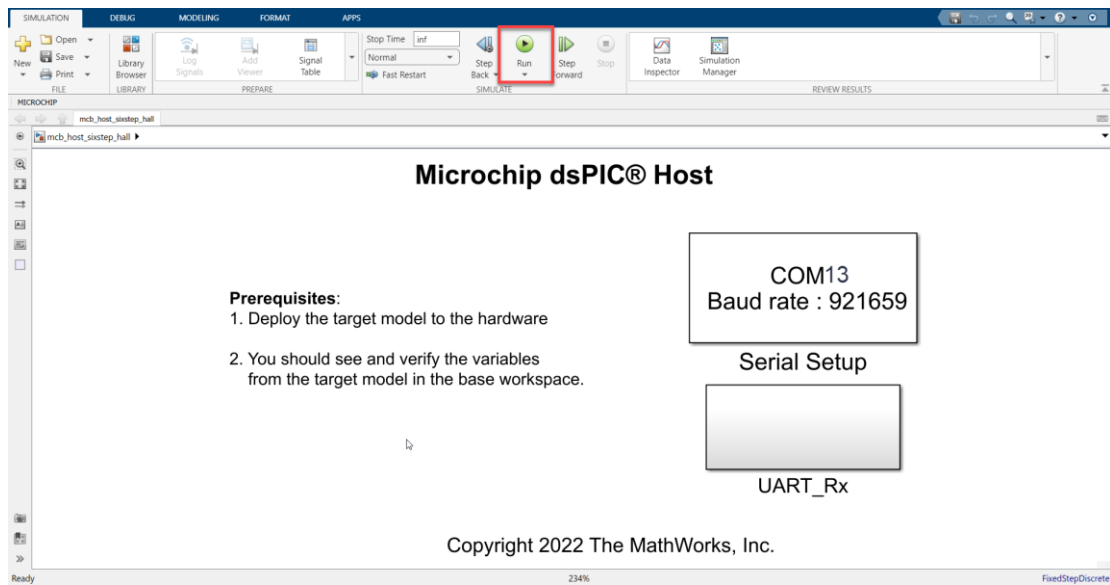 SIMULATION DEBUG MODELING FORMAT APPS
New
Open
Save
Print
FILE
Library Browser
LIBRARY
Log Signals
Add Viewer
Signal Table
PREPARE
Stop Time inf
Normal
Fast Restart
Step Back
Run
Step Forward
Stop
SIMULATE
Data Inspector
Simulation Manager
REVIEW RESULTS
MICROCHIP
mcb_host_sixstep_hall
mcb_host_sixstep_hall
Microchip dsPIC® Host
COM13
Baud rate : 921659
Serial Setup
Prerequisites:
1. Deploy the target model to the hardware
2. You should see and verify the variables
from the target model in the base workspace.
UART_Rx
Copyright 2022 The MathWorks, Inc.
Ready 234% FixedStepDiscrete